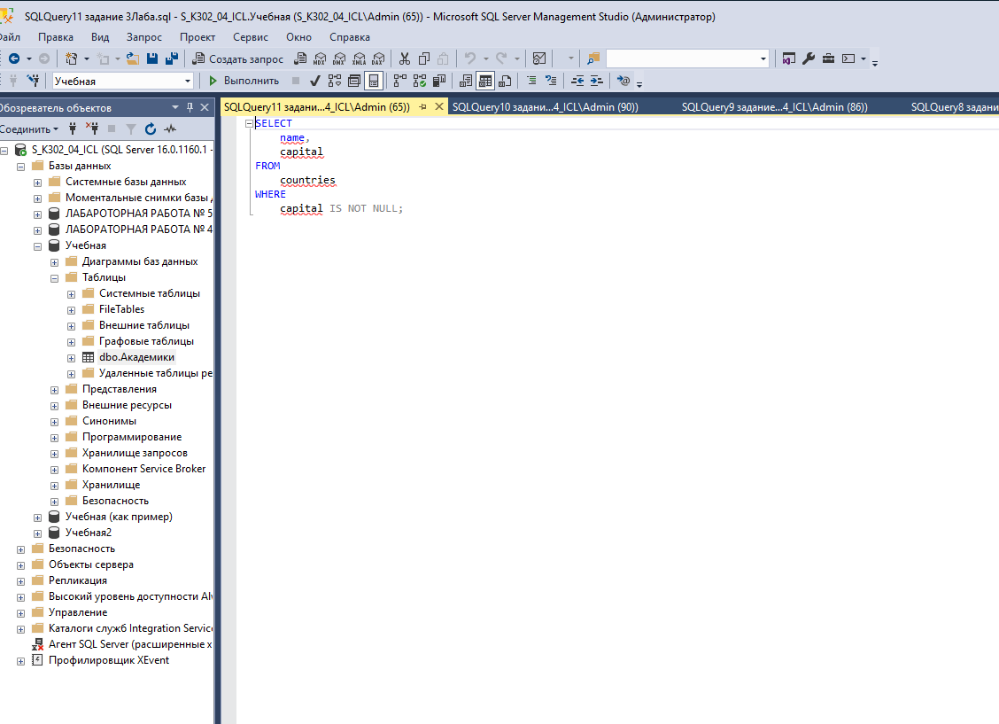 SQLQuery11 задание 3Лаба.sql - S_K302_04_ICL.Учебная (S_K302_04_ICL\Admin (65)) - Microsoft SQL Server Management Studio (Администратор)
Файл Правка Вид Запрос Проект Сервис Окно Справка
Создать запрос MDX DMX XMLA DAX
Учебная Выполнить
Обозреватель объектов
SQLQuery11 задани...4_ICL\Admin (65)) SQLQuery10 задани...4_ICL\Admin (90)) SQLQuery9 задание...4_ICL\Admin (86)) SQLQuery8 задани
Соединить
S_K302_04_ICL (SQL Server 16.0.1160.1 -
Базы данных
Системные базы данных
Моментальные снимки базы д
ЛАБАРОТОРНАЯ РАБОТА № 5
ЛАБОРАТОРНАЯ РАБОТА № 4
Учебная
Диаграммы баз данных
Таблицы
Системные таблицы
FileTables
Внешние таблицы
Графовые таблицы
dbo.Академики
Удаленные таблицы ре
Представления
Внешние ресурсы
Синонимы
Программирование
Хранилище запросов
Компонент Service Broker
Хранилище
Безопасность
Учебная (как пример)
Учебная2
Безопасность
Объекты сервера
Репликация
Высокий уровень доступности Alw
Управление
Каталоги служб Integration Service
Агент SQL Server (расширенные х
Профилировщик XEvent
SELECT
name,
capital
FROM
countries
WHERE
capital IS NOT NULL;